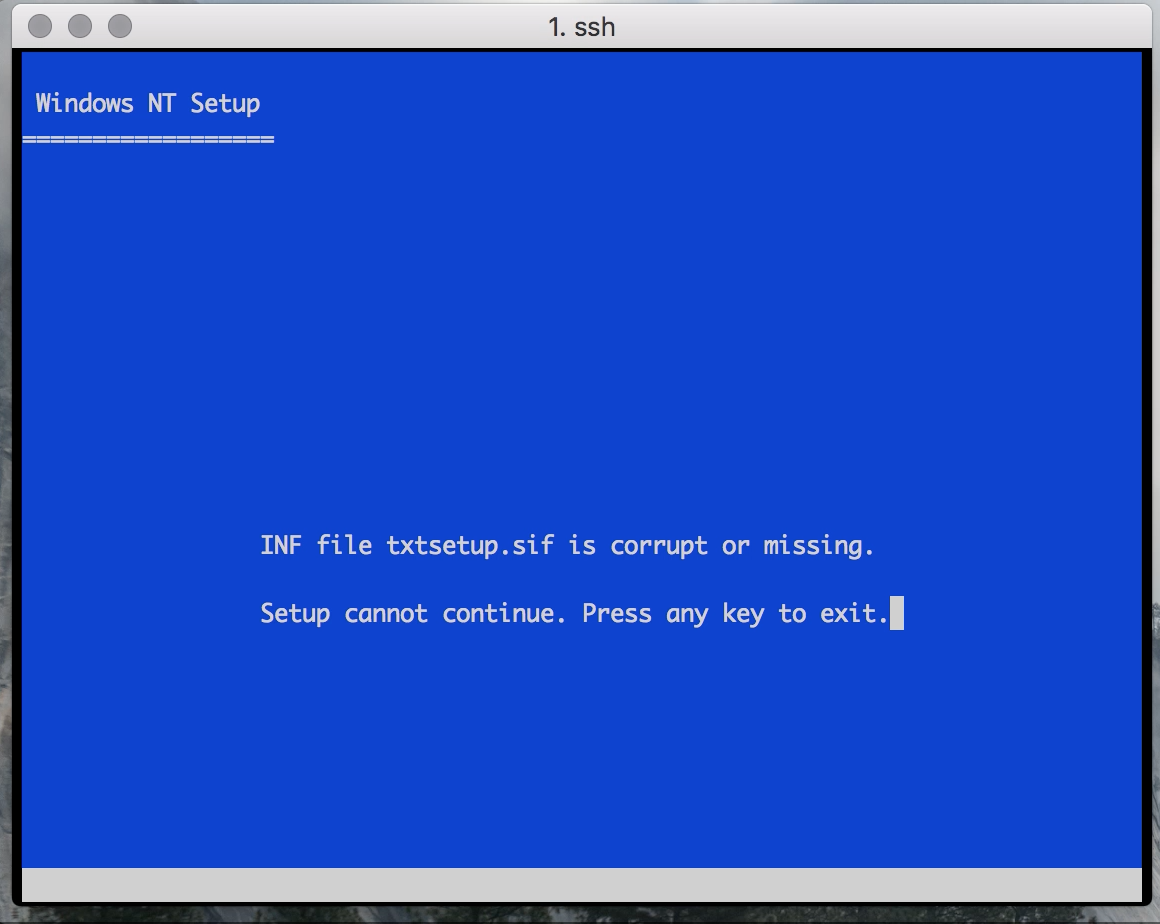 1. ssh
Windows NT Setup
==================
INF file txtsetup.sif is corrupt or missing.
Setup cannot continue. Press any key to exit.